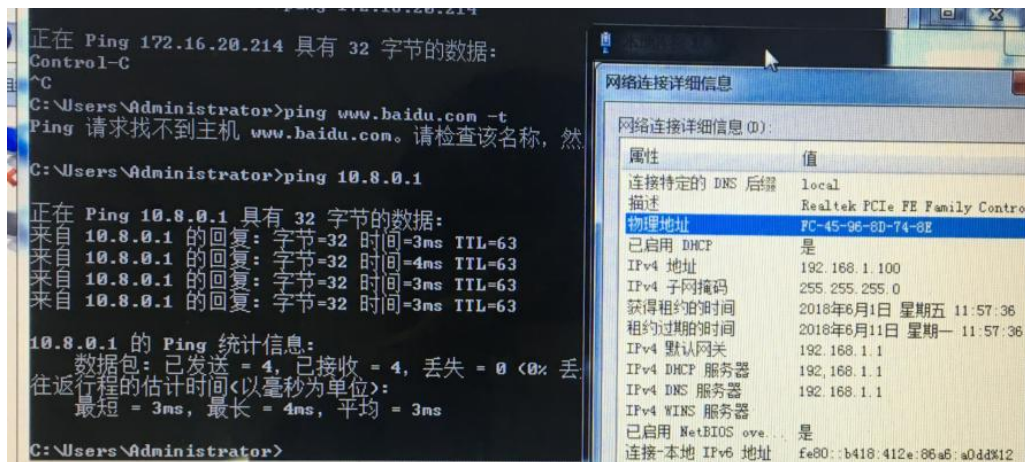 正在 Ping 172.16.20.214 具有 32 字节的数据:
Control-C
^C
C:\Users\Administrator>ping www.baidu.com -t
Ping 请求找不到主机 www.baidu.com。请检查该名称，然
C:\Users\Administrator>ping 10.8.0.1
正在 Ping 10.8.0.1 具有 32 字节的数据:
来自 10.8.0.1 的回复: 字节=32 时间=3ms TTL=63
来自 10.8.0.1 的回复: 字节=32 时间=4ms TTL=63
来自 10.8.0.1 的回复: 字节=32 时间=3ms TTL=63
来自 10.8.0.1 的回复: 字节=32 时间=3ms TTL=63
10.8.0.1 的 Ping 统计信息:
数据包: 已发送 = 4，已接收 = 4，丢失 = 0 (0% 丢
往返行程的估计时间(以毫秒为单位):
最短 = 3ms，最长 = 4ms，平均 = 3ms
C:\Users\Administrator>
网络连接详细信息
网络连接详细信息(D):
属性 值
连接特定的 DNS 后缀 local
描述 Realtek PCIe FE Family Contro
物理地址 FC-45-96-8D-74-8E
已启用 DHCP 是
IPv4 地址 192.168.1.100
IPv4 子网掩码 255.255.255.0
获得租约的时间 2018年6月1日 星期五 11:57:36
租约过期的时间 2018年6月11日 星期一 11:57:36
IPv4 默认网关 192.168.1.1
IPv4 DHCP 服务器 192.168.1.1
IPv4 DNS 服务器 192.168.1.1
IPv4 WINS 服务器
已启用 NetBIOS ove... 是
连接-本地 IPv6 地址 fe80::b418:412e:86a6:a0dd%12